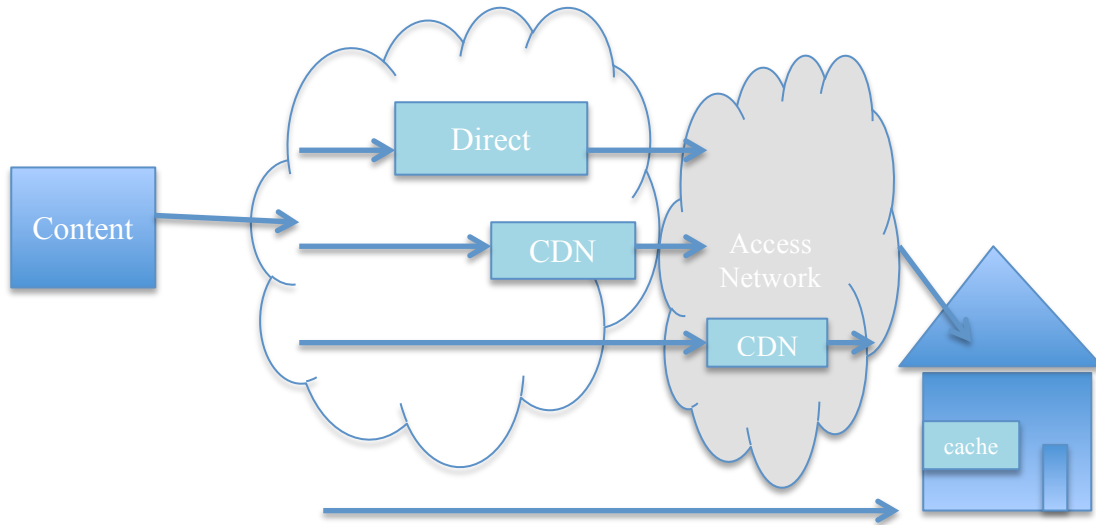 Direct
Content
CDN
Access
Network
CDN
cache